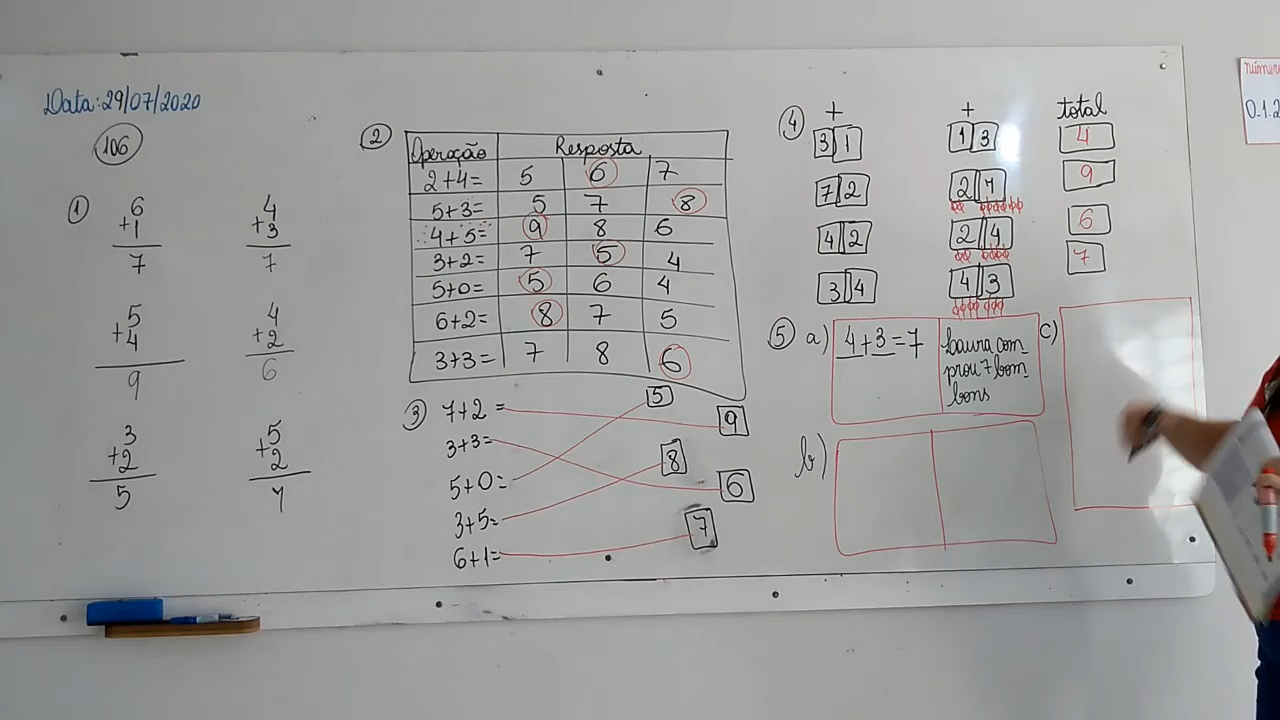 Data: 29/07/2020
106
1
6
+1
7
4
+3
7
5
+4
9
4
+2
6
3
+2
5
5
+2
7
2
Operação Resposta
2+4= 5 6 7
5+3= 5 7 8
4+5= 9 8 6
3+2= 7 5 4
5+0= 5 6 4
6+2= 8 7 5
3+3= 7 8 6
3
7+2= 9
3+3= 6
5+0= 5
3+5= 8
6+1= 7
4
+ + total
3 1 1 3 4
7 2 2 7 9
4 2 2 4 6
3 4 4 3 7
5 a) 4+3=7
Laura com-
prou 7 bom-
bons
b)
c)
númer
0.1.2